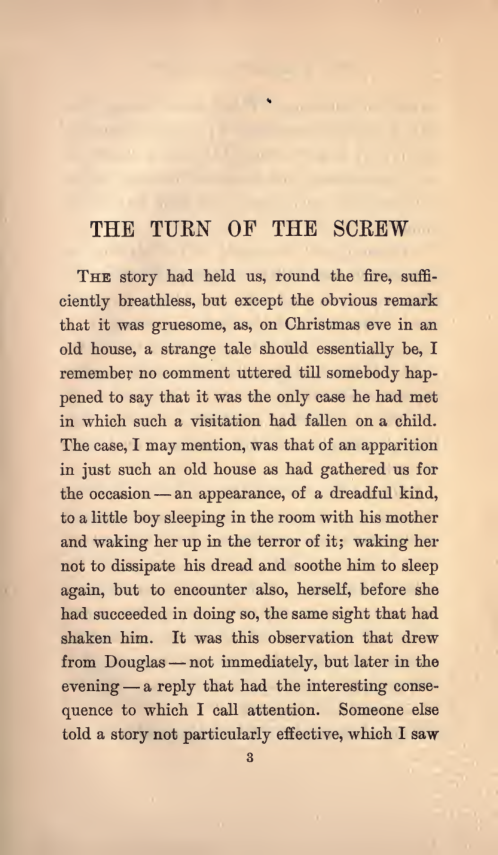 THE TURN OF THE SCREW
THE story had held us, round the fire, suffi-
ciently breathless, but except the obvious remark
that it was gruesome, as, on Christmas eve in an
old house, a strange tale should essentially be, I
remember no comment uttered till somebody hap-
pened to say that it was the only case he had met
in which such a visitation had fallen on a child.
The case, I may mention, was that of an apparition
in just such an old house as had gathered us for
the occasion — an appearance, of a dreadful kind,
to a little boy sleeping in the room with his mother
and waking her up in the terror of it; waking her
not to dissipate his dread and soothe him to sleep
again, but to encounter also, herself, before she
had succeeded in doing so, the same sight that had
shaken him. It was this observation that drew
from Douglas — not immediately, but later in the
evening — a reply that had the interesting conse-
quence to which I call attention. Someone else
told a story not particularly effective, which I saw
3